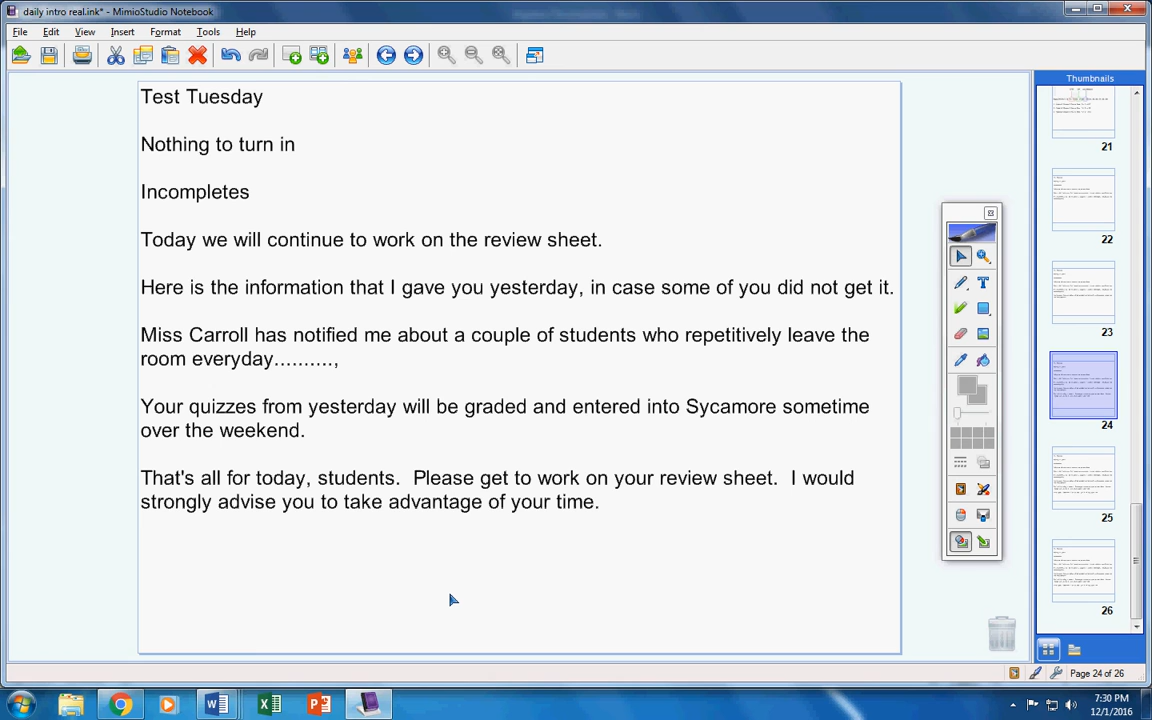 daily intro real.ink* - MimioStudio Notebook
File Edit View Insert Format Tools Help
Test Tuesday
Nothing to turn in
Incompletes
Today we will continue to work on the review sheet.
Here is the information that I gave you yesterday, in case some of you did not get it.
Miss Carroll has notified me about a couple of students who repetitively leave the
room everyday..........,
Your quizzes from yesterday will be graded and entered into Sycamore sometime
over the weekend.
That's all for today, students.  Please get to work on your review sheet.  I would
strongly advise you to take advantage of your time.
Thumbnails
21
22
23
24
25
26
Page 24 of 26
7:30 PM
12/1/2016